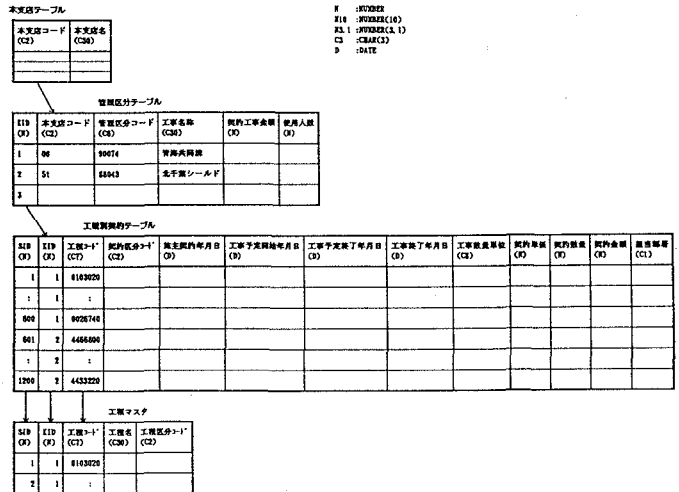 本支店テーブル
本支店コード 本支店名
(C2) (C30)
N :NUMBER
N10 :NUMBER(10)
N3.1 :NUMBER(3,1)
C3 :CHAR(3)
D :DATE
管理区分テーブル
KID 本支店コード 管理区分コード 工事名称 契約工事金額 使用人数
(N) (C2) (C6) (C30) (N) (N)
1 06 90074 青海共同溝
2 51 88043 北千葉シールド
3
工種別契約テーブル
SID KID 工種コード 契約区分コード 施主契約年月日 工事予定開始年月日 工事予定終了年月日 工事終了年月日 工事数量単位 契約単価 契約数量 契約金額 担当部署
(N) (N) (C7) (C2) (D) (D) (D) (D) (C8) (N) (N) (N) (C1)
1 1 6103020
: 1 :
600 1 9026740
601 2 4455800
: 2 :
1200 2 4433220
工種マスタ
SID KID 工種コード 工種名 工種区分コード
(N) (N) (C7) (C30) (C2)
1 1 6103020
2 1 :